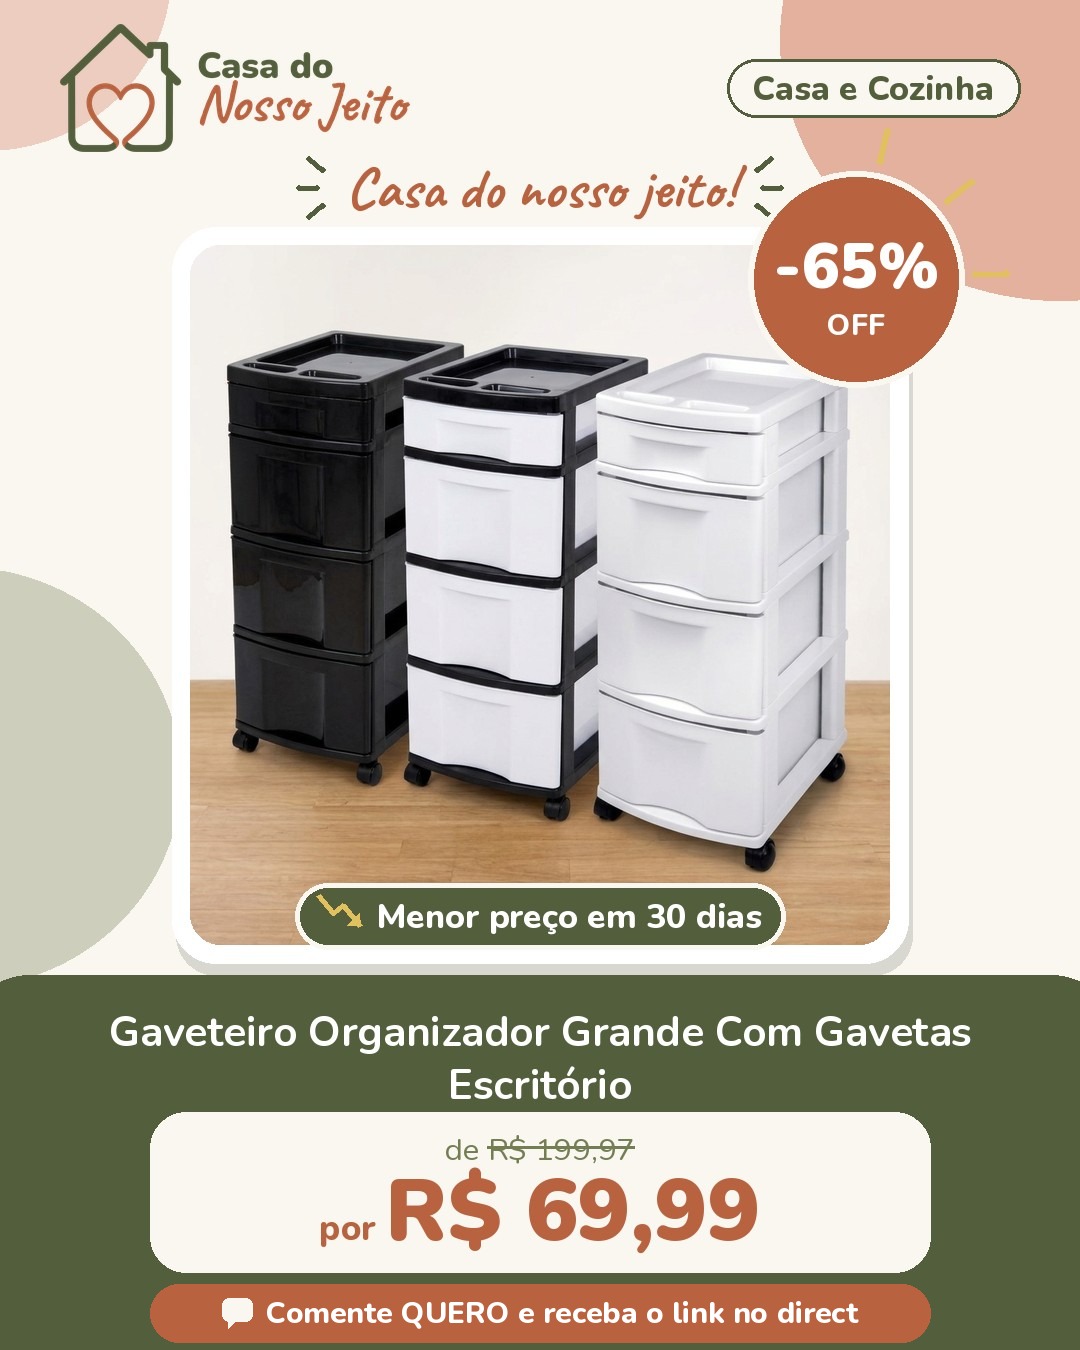 Casa do
Nosso Jeito
Casa e Cozinha
Casa do nosso jeito!
-65%
OFF
Menor preço em 30 dias
Gaveteiro Organizador Grande Com Gavetas
Escritório
de R$ 199,97
por R$ 69,99
Comente QUERO e receba o link no direct